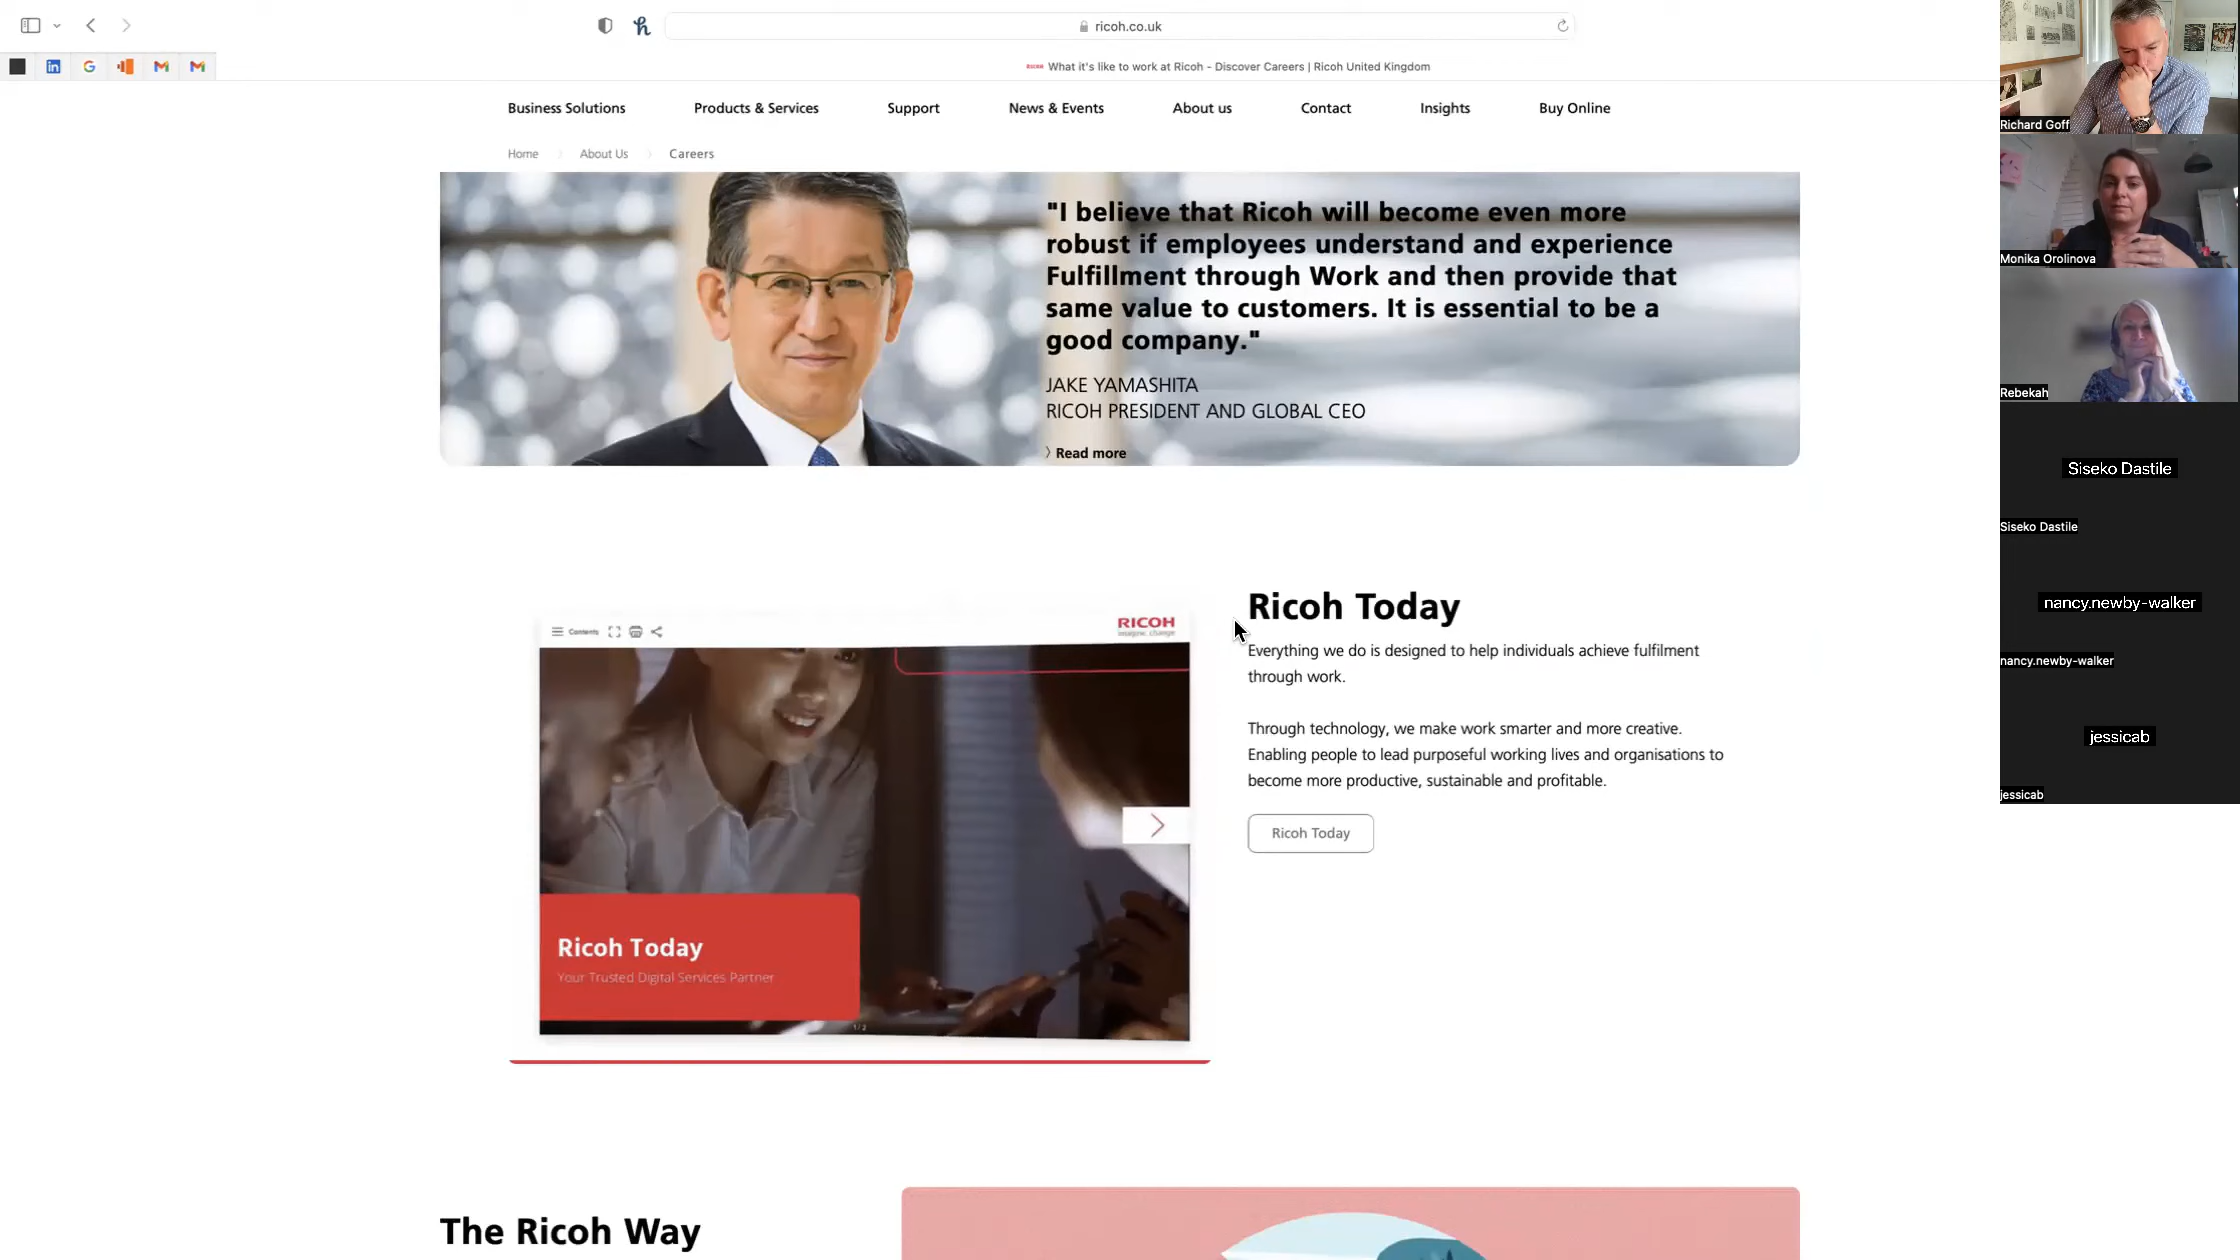 ricoh.co.uk
What it's like to work at Ricoh - Discover Careers | Ricoh United Kingdom
Business Solutions
Products & Services
Support
News & Events
About us
Contact
Insights
Buy Online
Home
About Us
Careers
"I believe that Ricoh will become even more
robust if employees understand and experience
Fulfillment through Work and then provide that
same value to customers. It is essential to be a
good company."
JAKE YAMASHITA
RICOH PRESIDENT AND GLOBAL CEO
Read more
Contents
RICOH
imagine. change.
Ricoh Today
Your Trusted Digital Services Partner
1/2
Ricoh Today
Everything we do is designed to help individuals achieve fulfilment
through work.
Through technology, we make work smarter and more creative.
Enabling people to lead purposeful working lives and organisations to
become more productive, sustainable and profitable.
Ricoh Today
The Ricoh Way
Richard Goff
Monika Orolinova
Rebekah
Siseko Dastile
Siseko Dastile
nancy.newby-walker
nancy.newby-walker
jessicab
jessicab